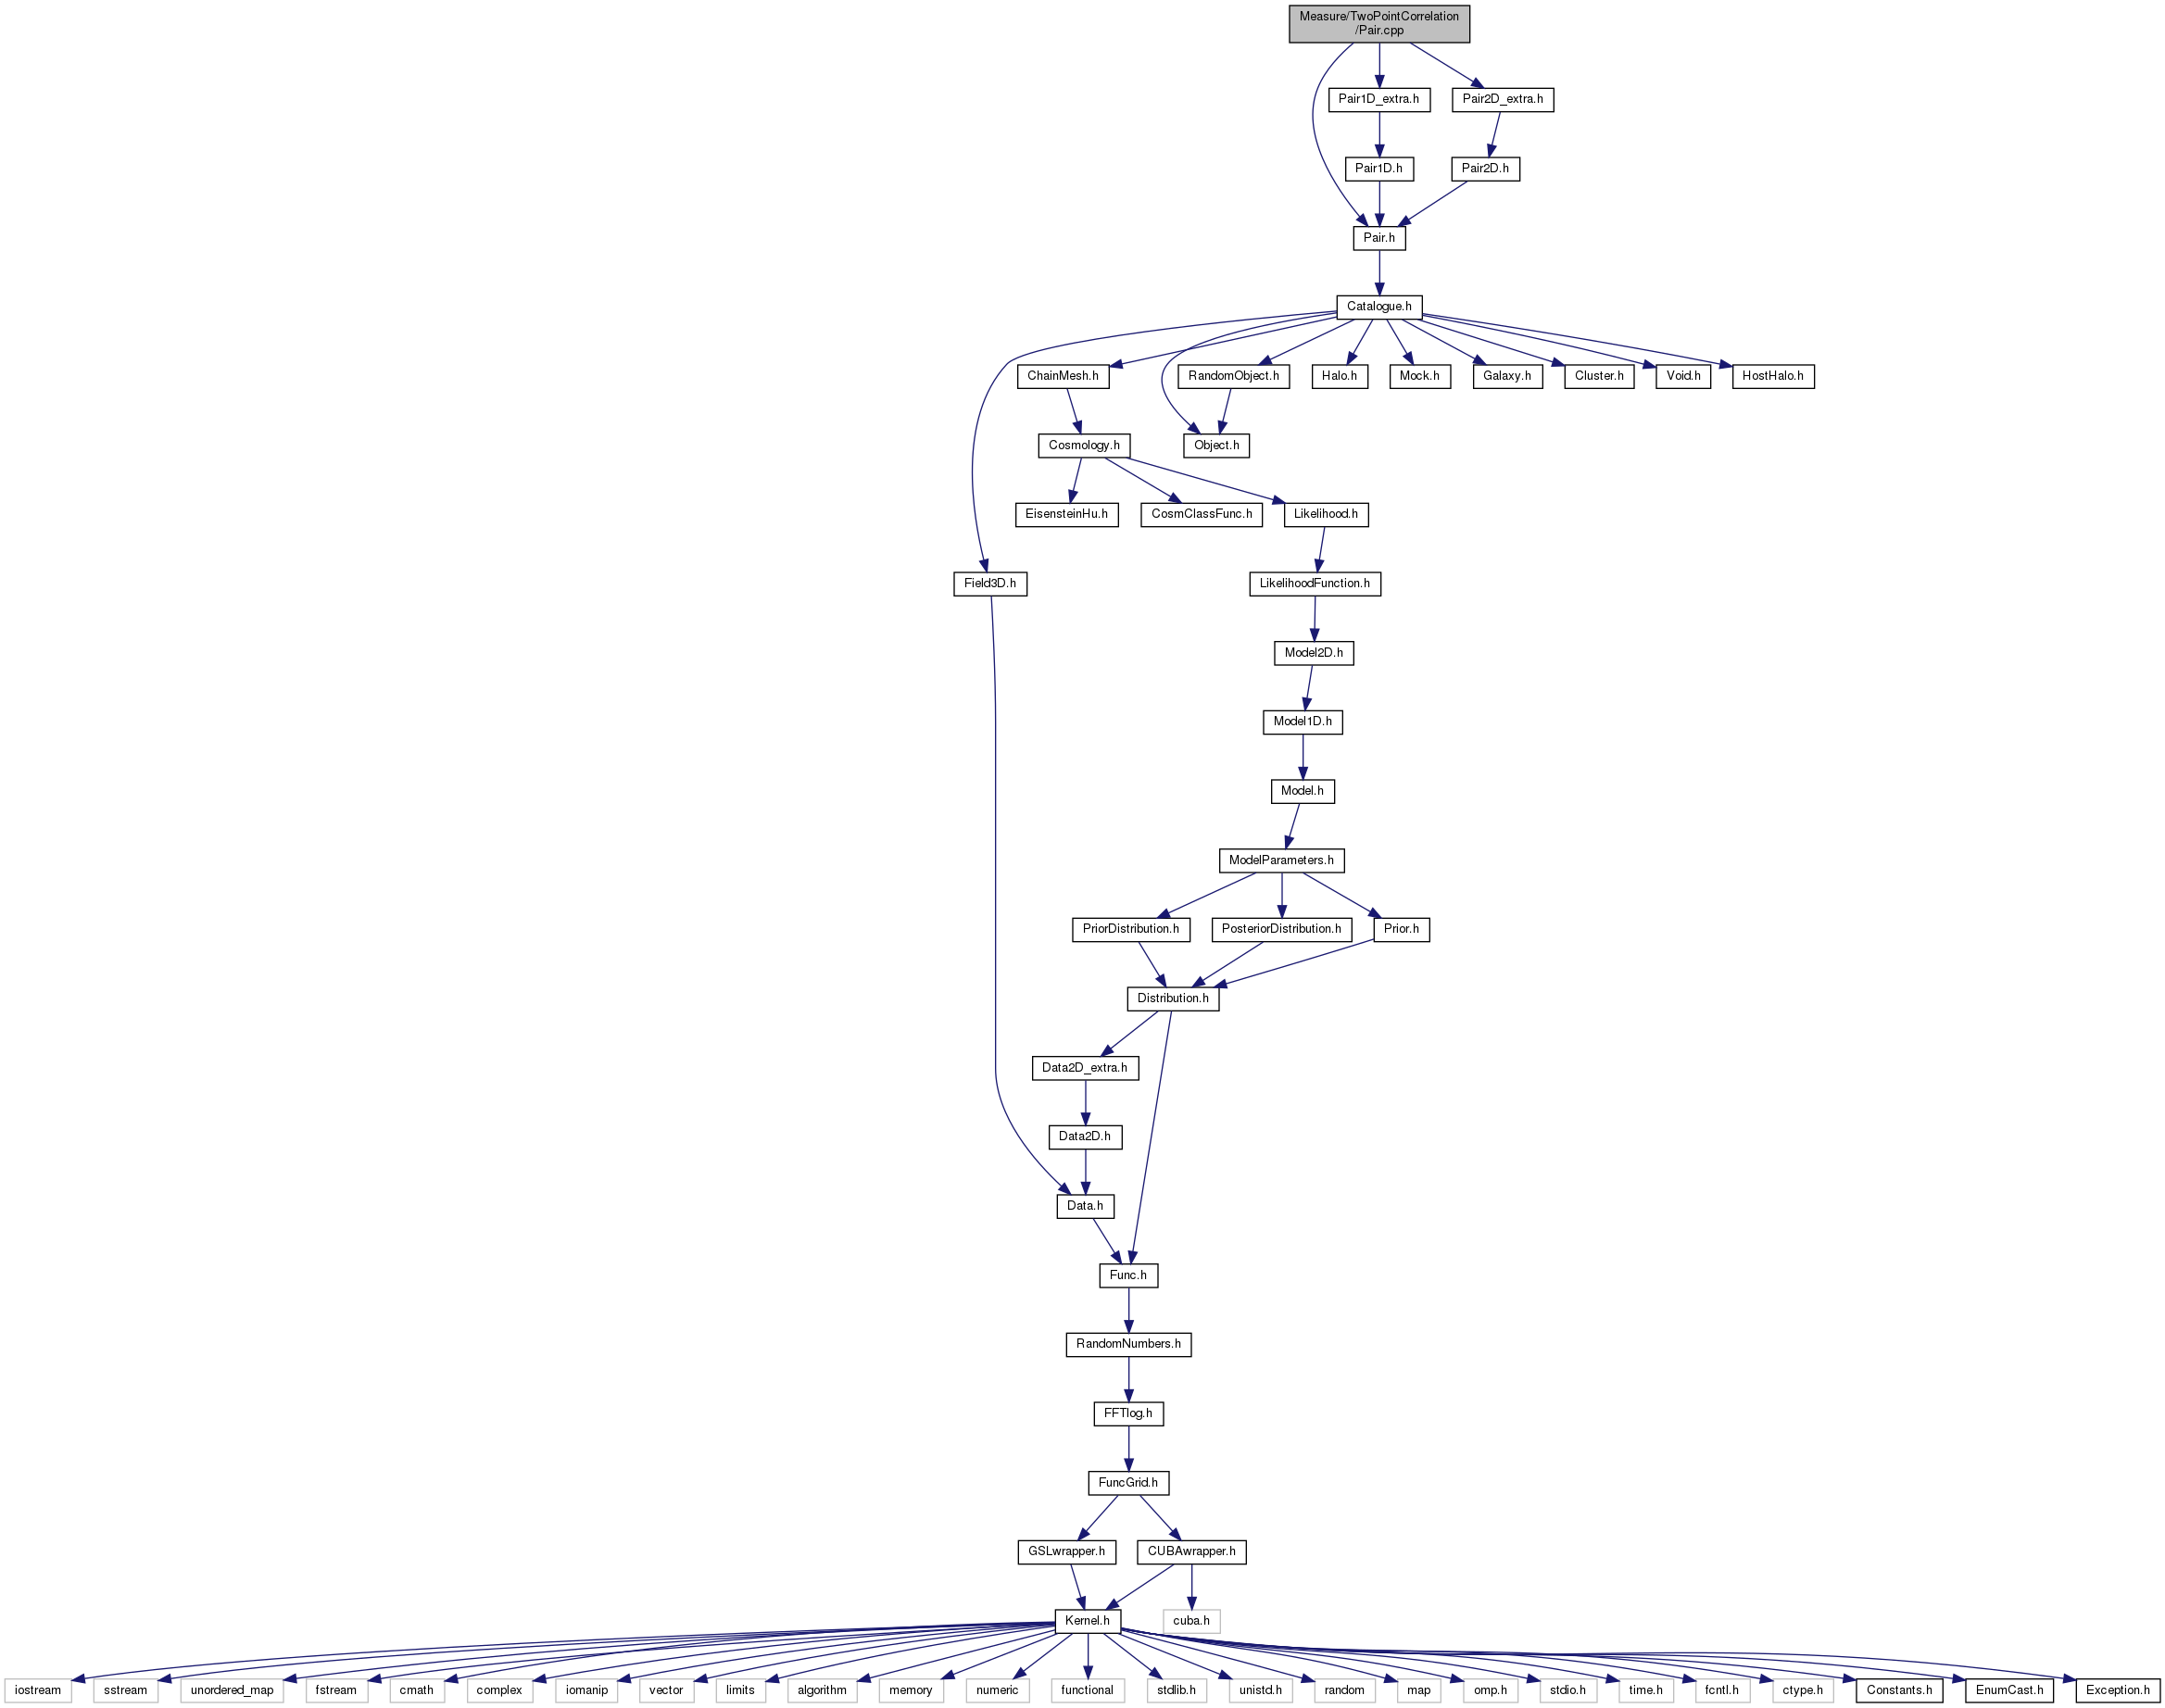 Measure/TwoPointCorrelation
/Pair.cpp
Pair1D_extra.h
Pair2D_extra.h
Pair1D.h
Pair2D.h
Pair.h
Catalogue.h
ChainMesh.h
RandomObject.h
Halo.h
Mock.h
Galaxy.h
Cluster.h
Void.h
HostHalo.h
Cosmology.h
Object.h
EisensteinHu.h
CosmClassFunc.h
Likelihood.h
Field3D.h
LikelihoodFunction.h
Model2D.h
Model1D.h
Model.h
ModelParameters.h
PriorDistribution.h
PosteriorDistribution.h
Prior.h
Distribution.h
Data2D_extra.h
Data2D.h
Data.h
Func.h
RandomNumbers.h
FFTlog.h
FuncGrid.h
GSLwrapper.h
CUBAwrapper.h
Kernel.h
cuba.h
iostream
sstream
unordered_map
fstream
cmath
complex
iomanip
vector
limits
algorithm
memory
numeric
functional
stdlib.h
unistd.h
random
map
omp.h
stdio.h
time.h
fcntl.h
ctype.h
Constants.h
EnumCast.h
Exception.h